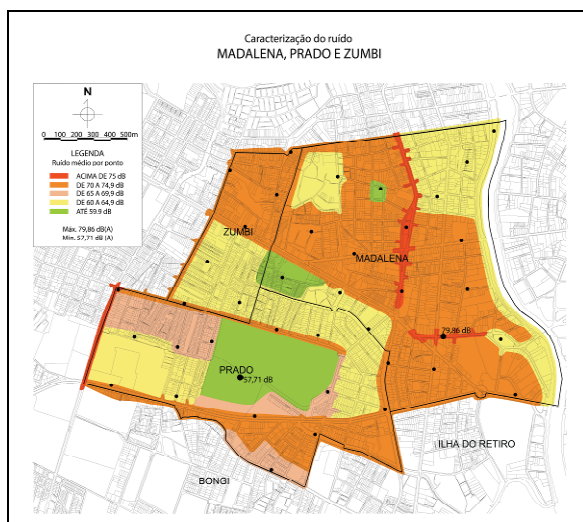 Caracterização do ruído
MADALENA, PRADO E ZUMBI
N
0 100 200 300 400 500m
LEGENDA
Ruído médio por ponto
ACIMA DE 75 dB
DE 70 A 74,9 dB
DE 65 A 69,9 dB
DE 60 A 64,9 dB
ATÉ 59.9 dB
Máx. 79,86 dB(A)
Mín. 57,71 dB (A)
ZUMBI
MADALENA
79,86 dB
PRADO
57,71 dB
ILHA DO RETIRO
BONGI